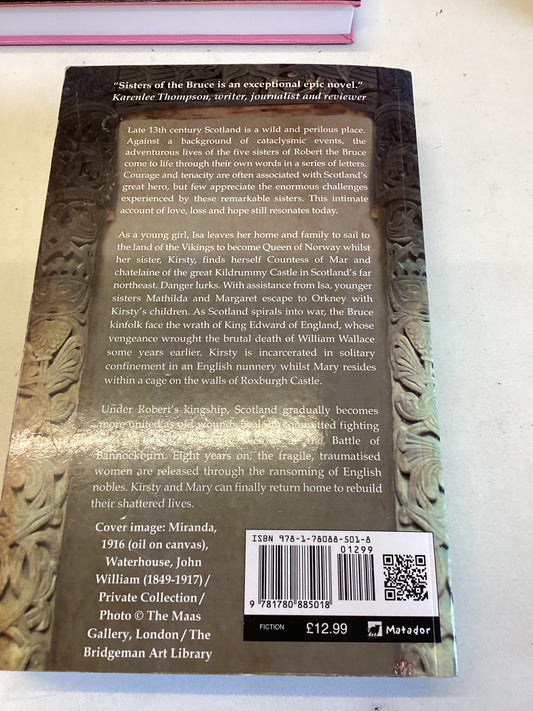 “Sisters of the Bruce is an exceptional epic novel.”
Karenlee Thompson, writer, journalist and reviewer
Late 13th century Scotland is a wild and perilous place.
Against a background of cataclysmic events, the
adventurous lives of the five sisters of Robert the Bruce
come to life through their own words in a series of letters.
Courage and tenacity are often associated with Scotland’s
great hero, but few appreciate the enormous challenges
experienced by these remarkable sisters. This intimate
account of love, loss and hope still resonates today.
As a young girl, Isa leaves her home and family to sail to
the land of the Vikings to become Queen of Norway whilst
her sister, Kirsty, finds herself Countess of Mar and
chatelaine of the great Kildrummy Castle in Scotland’s far
northeast. Danger lurks. With assistance from Isa, younger
sisters Mathilda and Margaret escape to Orkney with
Kirsty’s children. As Scotland spirals into war, the Bruce
kinfolk face the wrath of King Edward of England, whose
vengeance wrought the brutal death of William Wallace
some years earlier. Kirsty is incarcerated in solitary
confinement in an English nunnery whilst Mary resides
within a cage on the walls of Roxburgh Castle.
Under Robert’s kingship, Scotland gradually becomes
more united as old wounds heal. committed fighting
the Battle of
Bannockburn. Eight years on, the fragile, traumatised
women are released through the ransoming of English
nobles. Kirsty and Mary can finally return home to rebuild
their shattered lives.
Cover image: Miranda,
1916 (oil on canvas),
Waterhouse, John
William (1849-1917) /
Private Collection /
Photo © The Maas
Gallery, London / The
Bridgeman Art Library
ISBN 978-1-78088-501-8
01299
9 781780 885018
FICTION £12.99 Matador